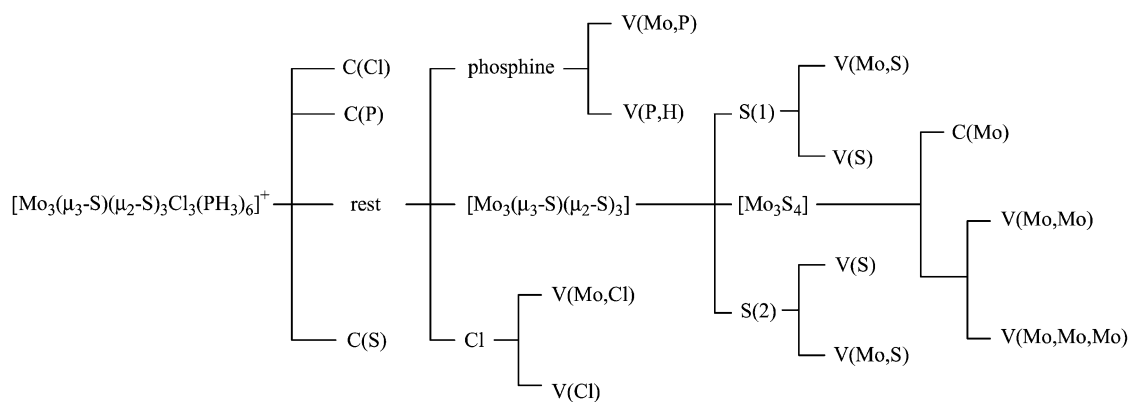 [Mo₃(μ₃-S)(μ₂-S)₃Cl₃(PH₃)₆]⁺
C(Cl)
C(P)
rest
C(S)
phosphine
V(Mo,P)
V(P,H)
[Mo₃(μ₃-S)(μ₂-S)₃]
Cl
V(Mo,Cl)
V(Cl)
S(1)
V(Mo,S)
V(S)
[Mo₃S₄]
S(2)
V(S)
V(Mo,S)
C(Mo)
V(Mo,Mo)
V(Mo,Mo,Mo)